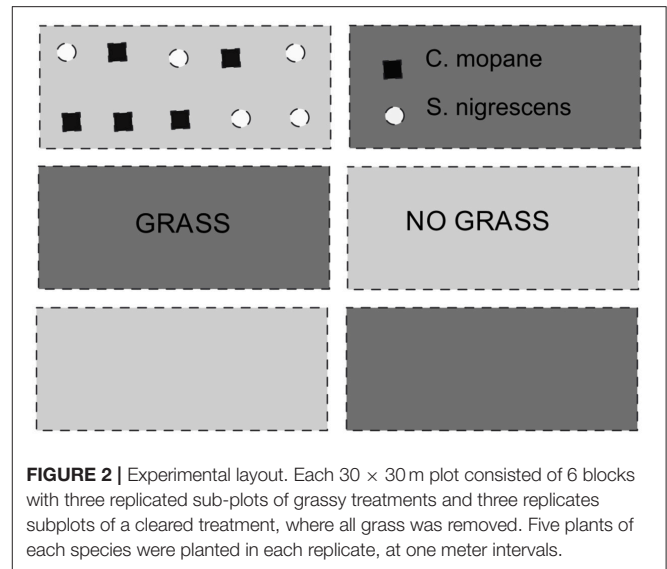 C. mopane
S. nigrescens
GRASS
NO GRASS
FIGURE 2 | Experimental layout. Each 30 × 30 m plot consisted of 6 blocks
with three replicated sub-plots of grassy treatments and three replicates
subplots of a cleared treatment, where all grass was removed. Five plants of
each species were planted in each replicate, at one meter intervals.